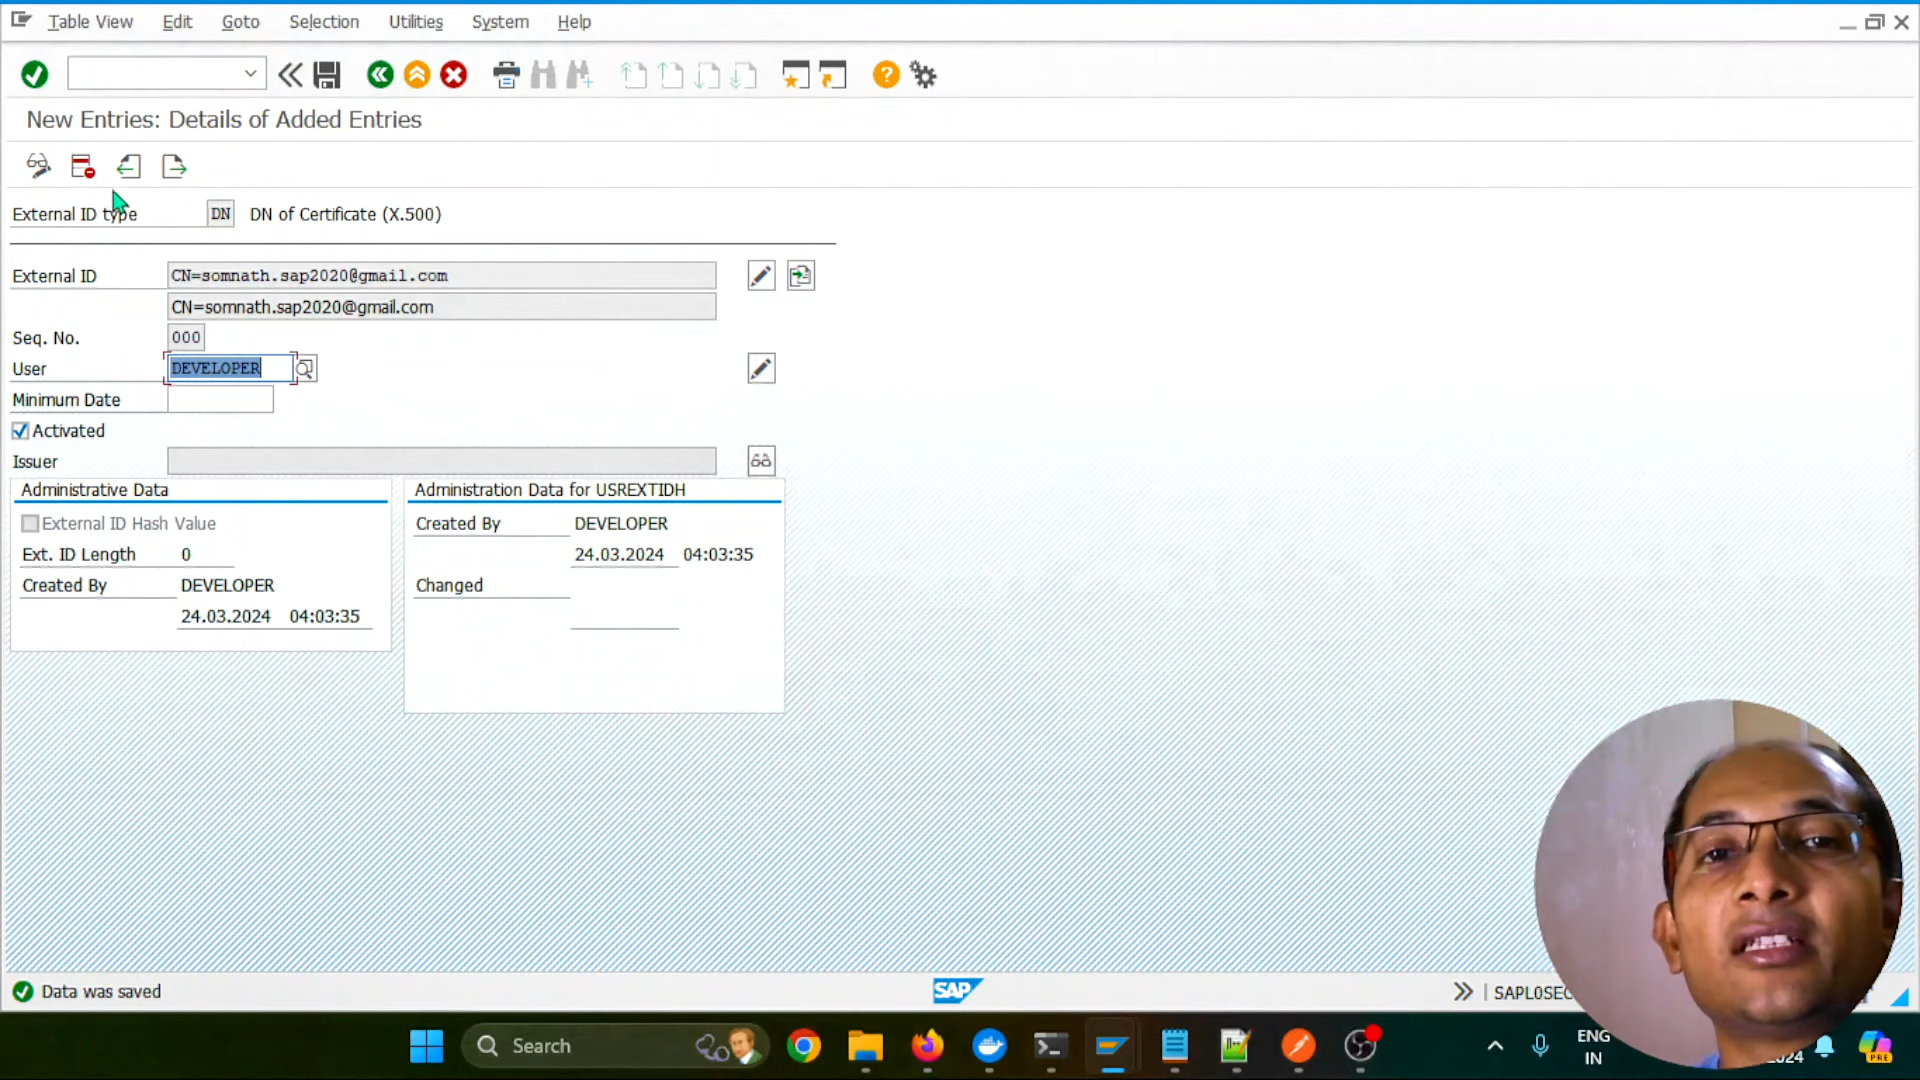 Table View Edit Goto Selection Utilities System Help
New Entries: Details of Added Entries
External ID type DN DN of Certificate (X.500)
External ID CN=somnath.sap2020@gmail.com
CN=somnath.sap2020@gmail.com
Seq. No. 000
User DEVELOPER
Minimum Date
Activated
Issuer
Administrative Data
External ID Hash Value
Ext. ID Length 0
Created By DEVELOPER
24.03.2024 04:03:35
Administration Data for USREXTIDH
Created By DEVELOPER
24.03.2024 04:03:35
Changed
Data was saved
SAP
SAPL0SEC
Search
ENG
IN
PRE